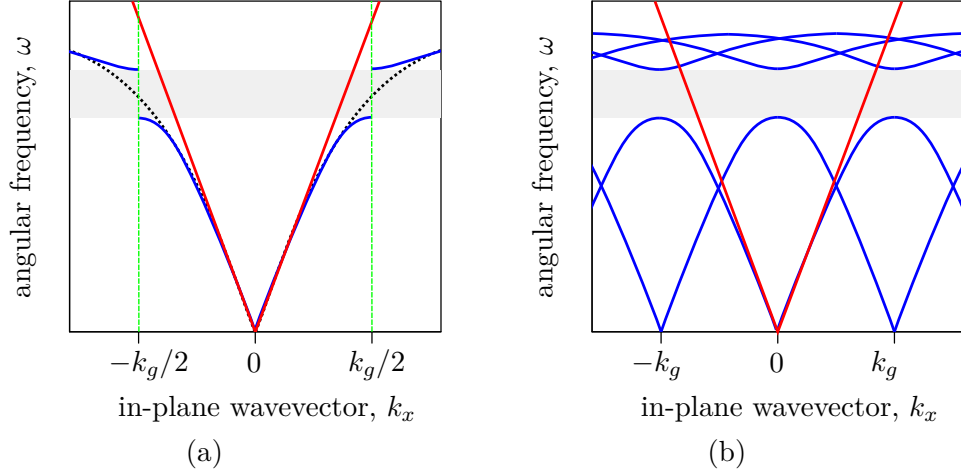 angular frequency, ω
−k_g/2
0
k_g/2
in-plane wavevector, k_x
(a)
angular frequency, ω
−k_g
0
k_g
in-plane wavevector, k_x
(b)